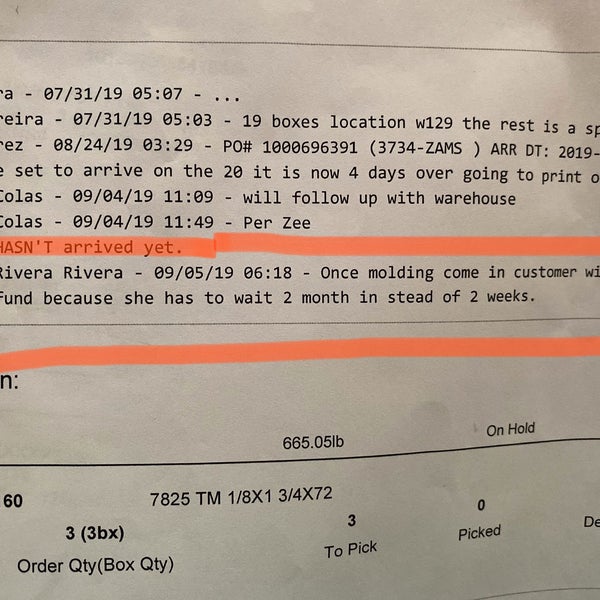 ra - 07/31/19 05:07 - ...
reira - 07/31/19 05:03 - 19 boxes location w129 the rest is a sp
rez - 08/24/19 03:29 - PO# 1000696391 (3734-ZAMS ) ARR DT: 2019-
e set to arrive on the 20 it is now 4 days over going to print o
Colas - 09/04/19 11:09 - will follow up with warehouse
Colas - 09/04/19 11:49 - Per Zee
HASN'T arrived yet.
Rivera Rivera - 09/05/19 06:18 - Once molding come in customer wi
fund because she has to wait 2 month in stead of 2 weeks.
n:
665.05lb On Hold
60 7825 TM 1/8X1 3/4X72
3 (3bx) 3 0 De
Order Qty(Box Qty) To Pick Picked